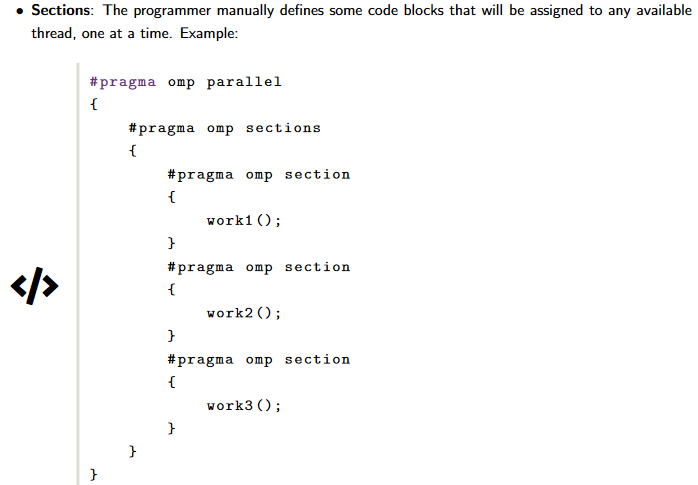 • Sections: The programmer manually defines some code blocks that will be assigned to any available
thread, one at a time. Example:
#pragma omp parallel
{
    #pragma omp sections
    {
        #pragma omp section
        {
            work1();
        }
        #pragma omp section
        {
            work2();
        }
        #pragma omp section
        {
            work3();
        }
    }
}